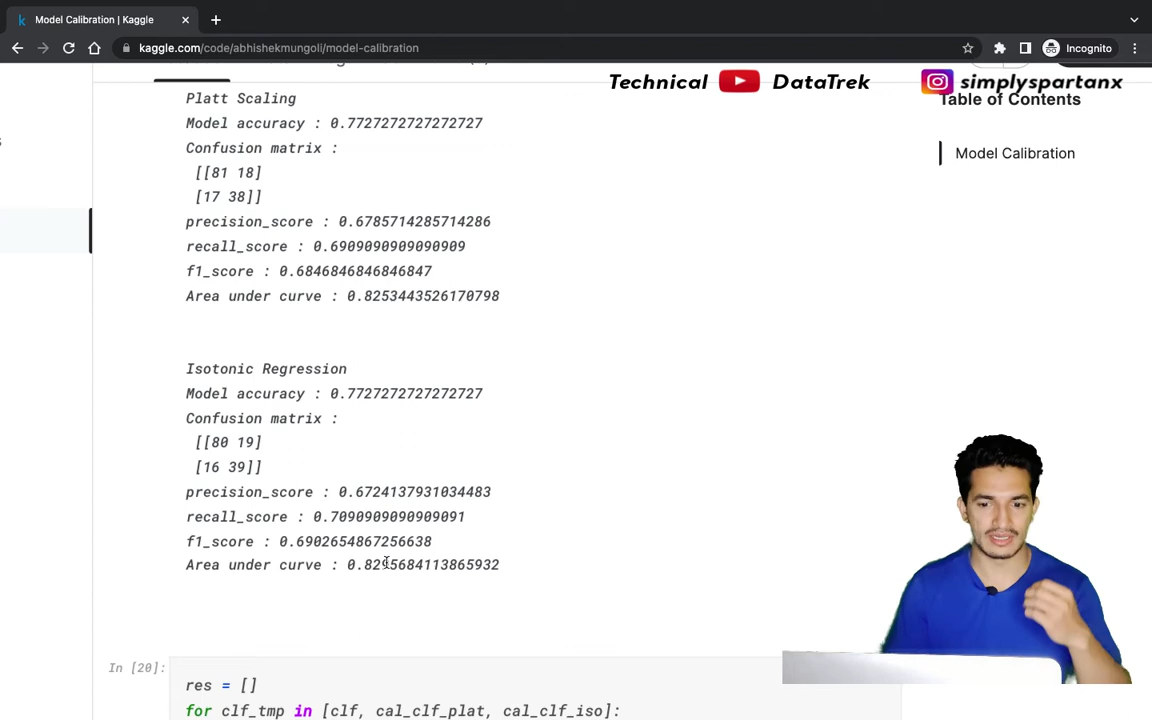 Model Calibration | Kaggle
kaggle.com/code/abhishekmungoli/model-calibration
Incognito
Technical DataTrek simplyspartanx
Table of Contents
Model Calibration
Platt Scaling
Model accuracy : 0.7727272727272727
Confusion matrix :
[[81 18]
[17 38]]
precision_score : 0.6785714285714286
recall_score : 0.6909090909090909
f1_score : 0.6846846846846847
Area under curve : 0.8253443526170798
Isotonic Regression
Model accuracy : 0.7727272727272727
Confusion matrix :
[[80 19]
[16 39]]
precision_score : 0.6724137931034483
recall_score : 0.7090909090909091
f1_score : 0.6902654867256638
Area under curve :
In [20]:
res = []
for clf_tmp in [clf, cal_clf_plat, cal_clf_iso]: